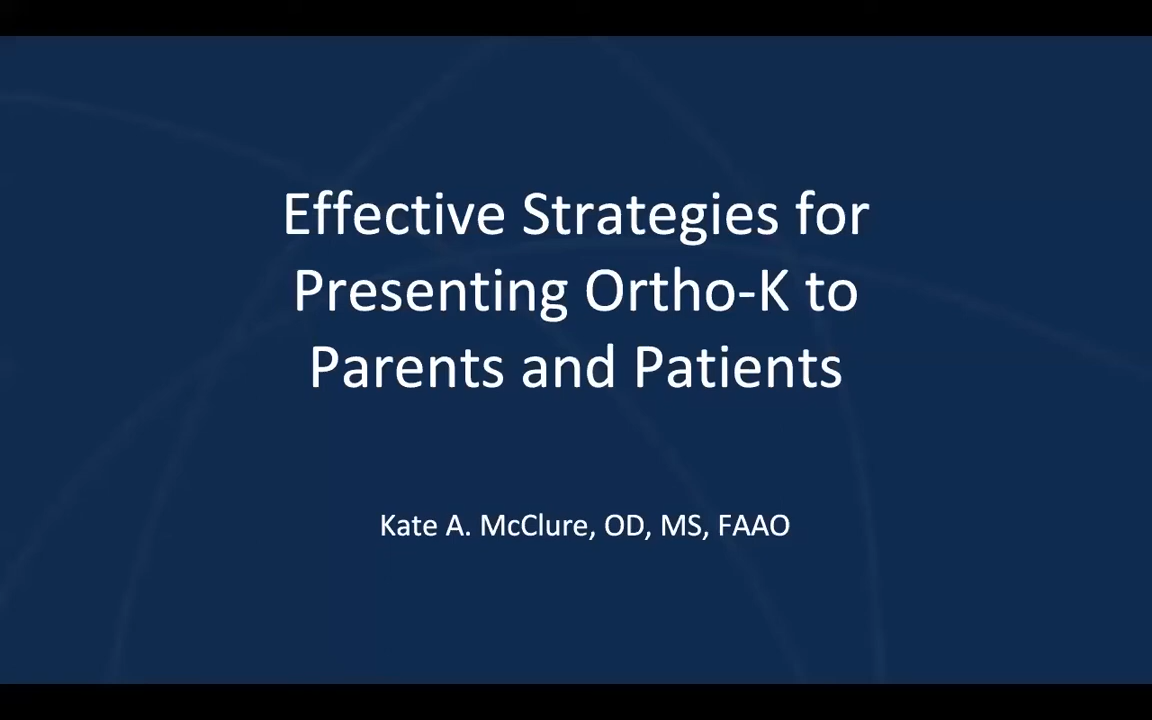 Effective Strategies for
Presenting Ortho-K to
Parents and Patients
Kate A. McClure, OD, MS, FAAO